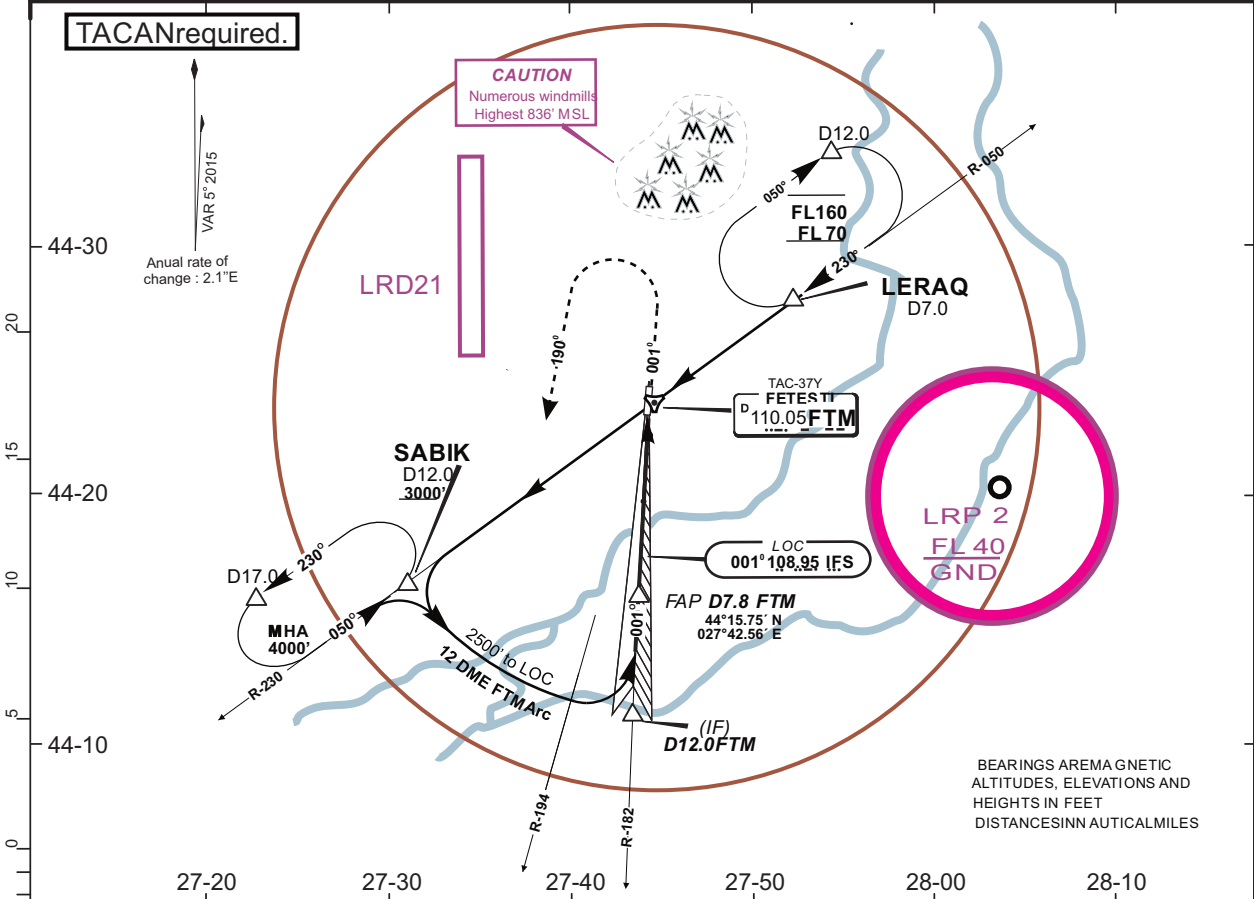 TACANrequired.
CAUTION
Numerous windmills
Highest 836' MSL
VAR 5° 2015
Anual rate of
change : 2.1"E
LRD21
D12.0
050°
FL160
FL 70
230°
R-050
LERAQ
D7.0
190°
001°
TAC-37Y
FETESTI
D 110.05 FTM
SABIK
D12.0
3000'
D17.0
230°
MHA
4000'
050°
R-230
2500' to LOC
12 DME FTMArc
001°
LOC
001° 108.95 IFS
FAP D7.8 FTM
44°15.75´ N
027°42.56´ E
(IF)
D12.0FTM
R-194
R-182
LRP 2
FL 40
GND
BEARINGS AREMA GNETIC
ALTITUDES, ELEVATIONS AND
HEIGHTS IN FEET
DISTANCESINN AUTICALMILES
44-30
44-20
44-10
20
15
10
5
0
27-20
27-30
27-40
27-50
28-00
28-10